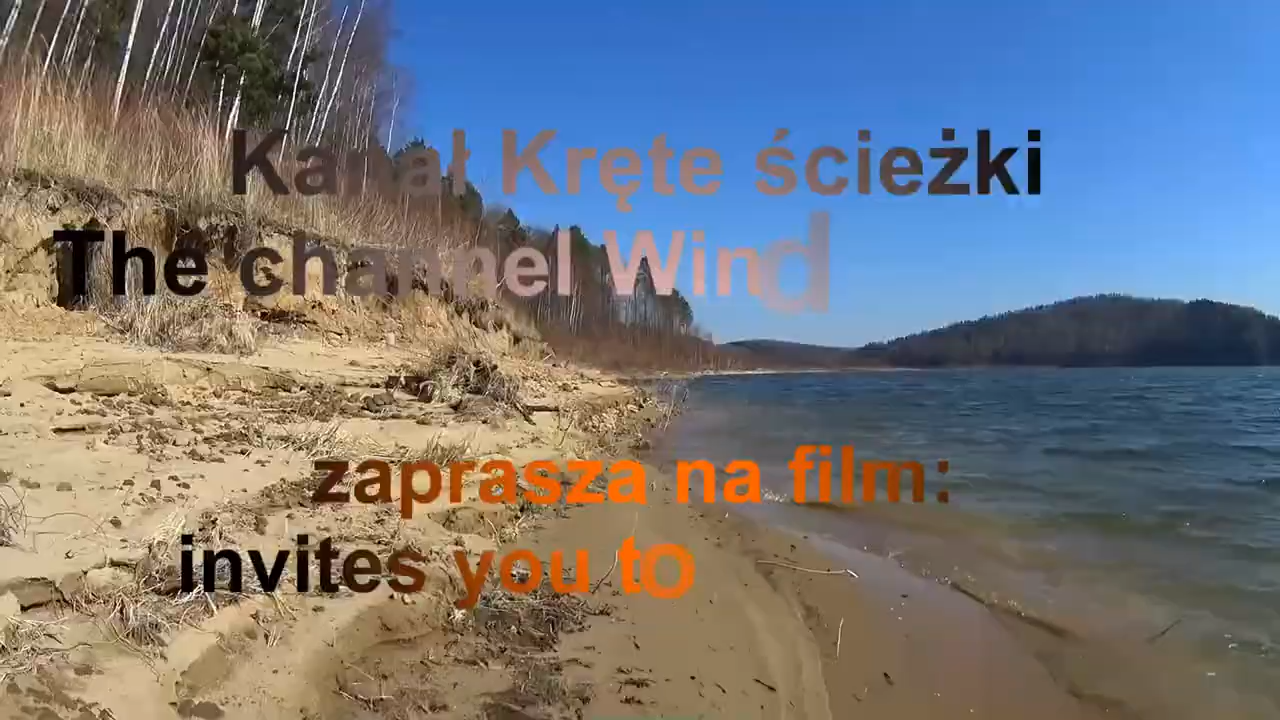 Kanał Kręte ścieżki
The channel Wind
zaprasza na film:
invites you to